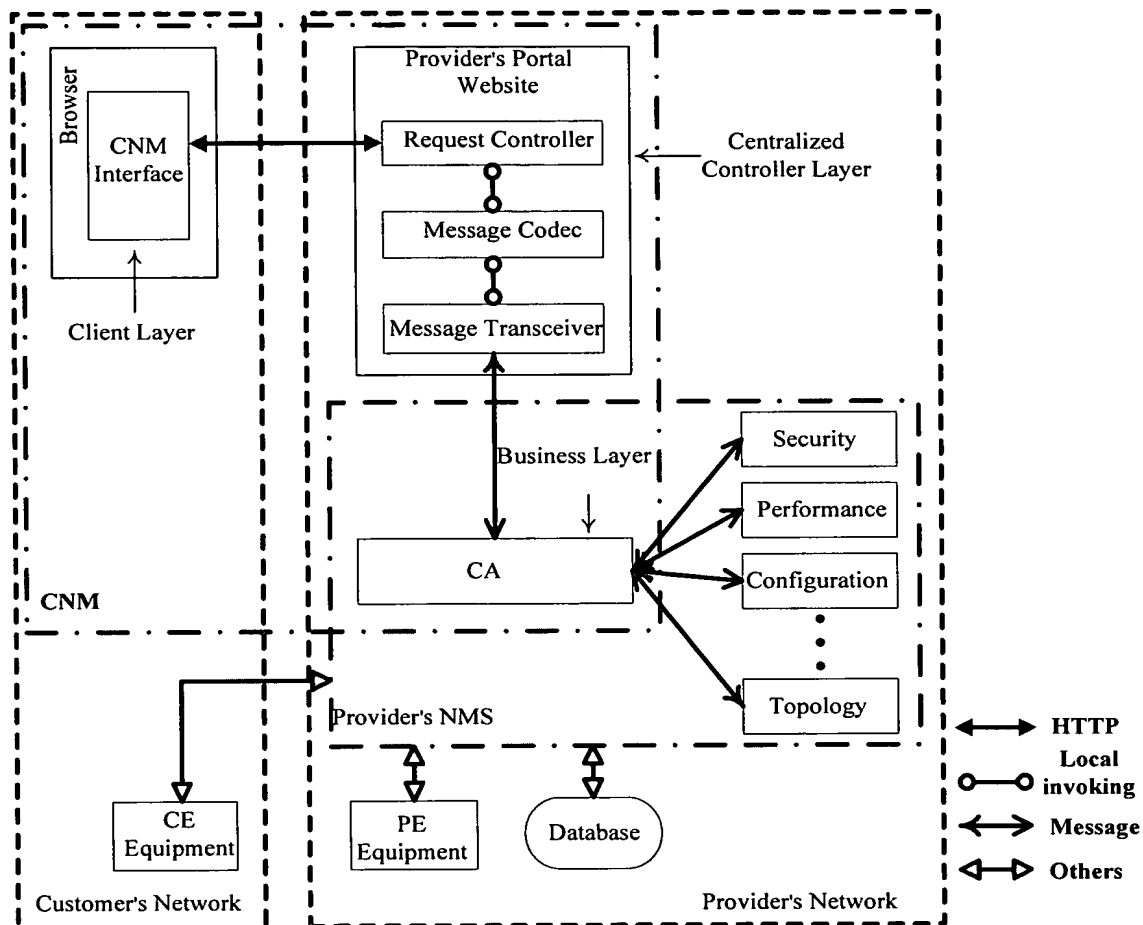 Browser
CNM
Interface
Client Layer
CNM
Provider's Portal
Website
Request Controller
Message Codec
Message Transceiver
Centralized
Controller Layer
Business Layer
CA
Security
Performance
Configuration
Topology
Provider's NMS
CE
Equipment
PE
Equipment
Database
Customer's Network
Provider's Network
HTTP
Local
invoking
Message
Others